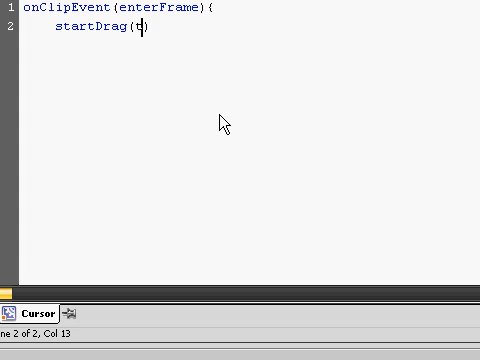 1 onClipEvent(enterFrame){
2 startDrag(t)
Cursor
ne 2 of 2, Col 13